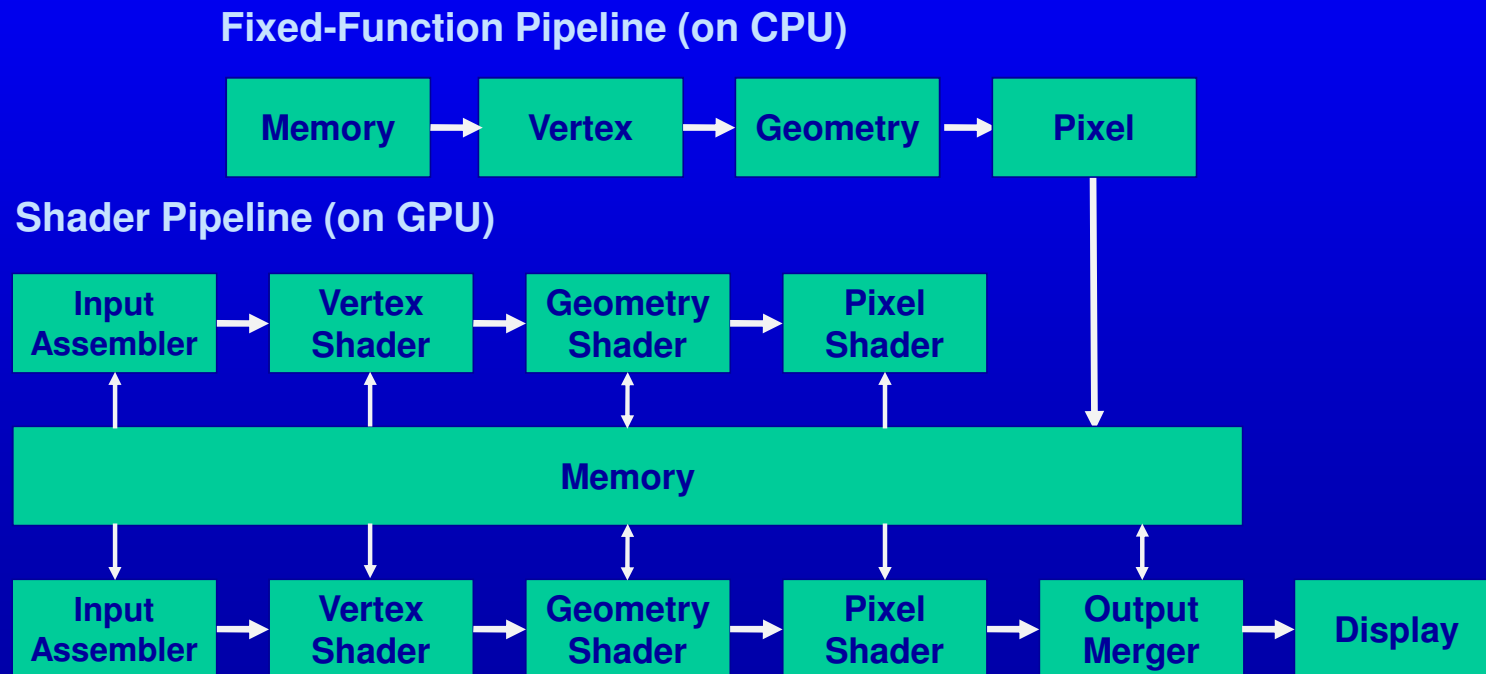 Fixed-Function Pipeline (on CPU)
Memory
Vertex
Geometry
Pixel
Shader Pipeline (on GPU)
Input
Assembler
Vertex
Shader
Geometry
Shader
Pixel
Shader
Memory
Input
Assembler
Vertex
Shader
Geometry
Shader
Pixel
Shader
Output
Merger
Display